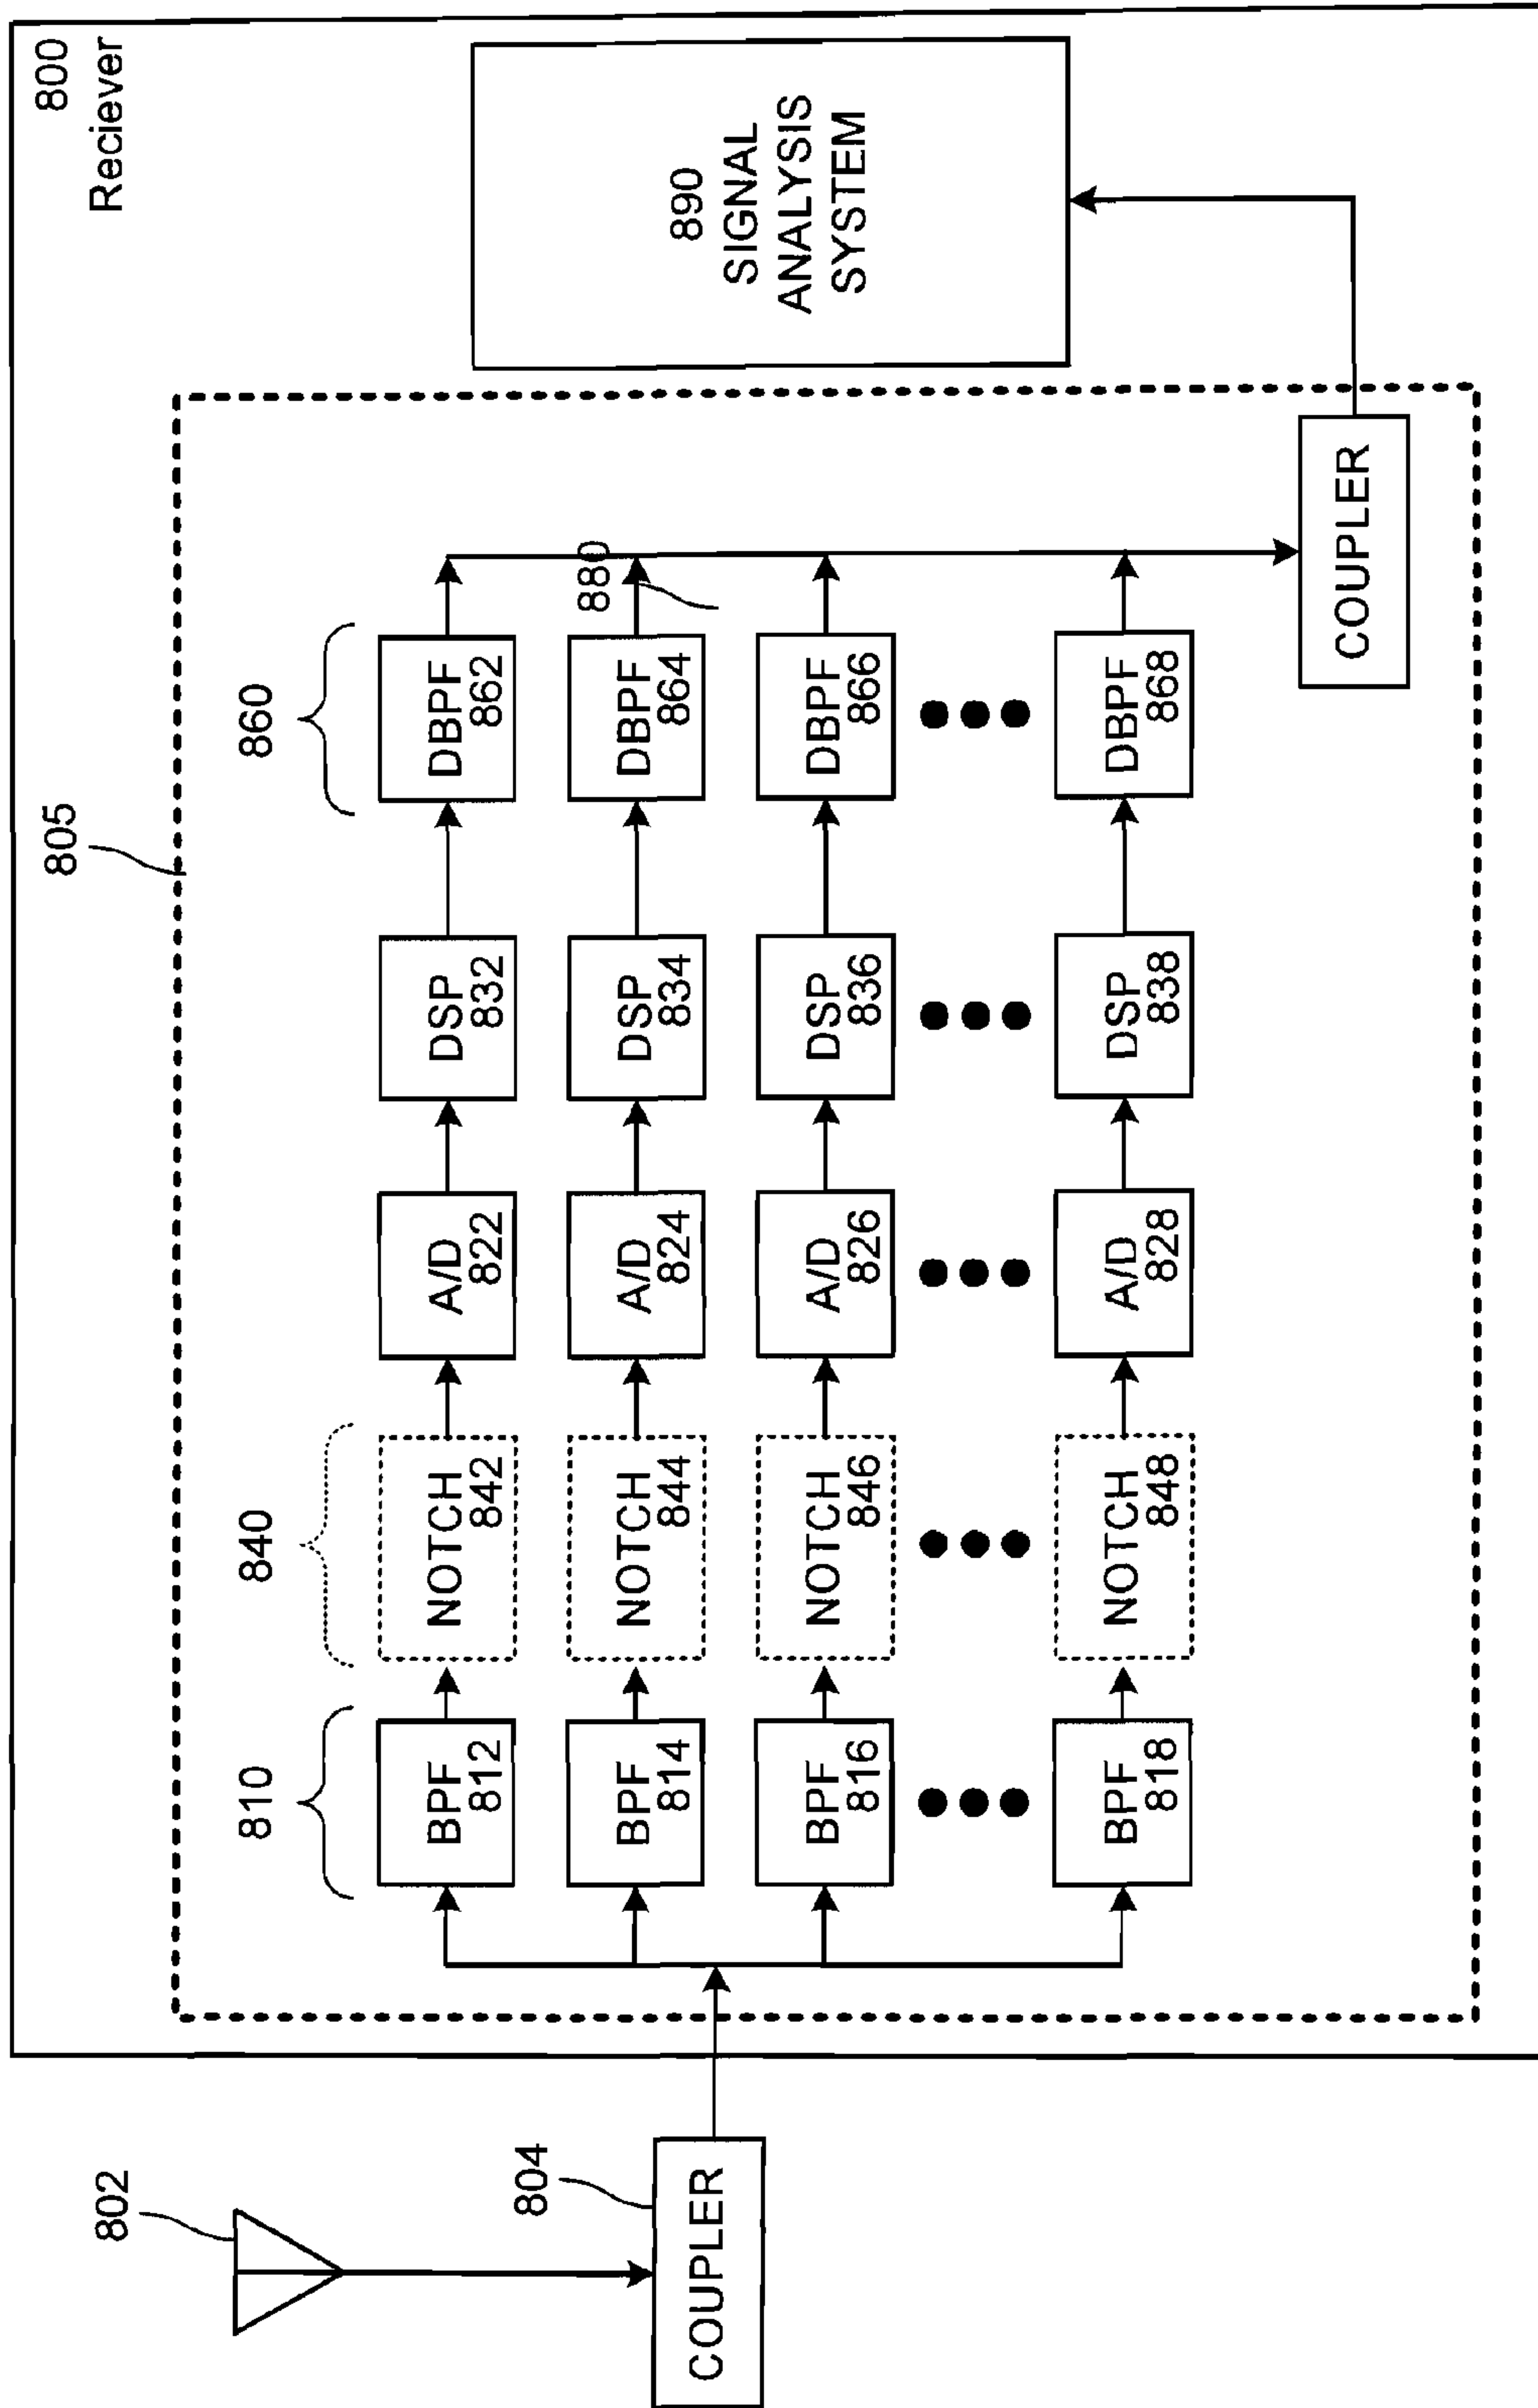 800
Reciever
805
810
840
860
BPF
812
NOTCH
842
A/D
822
DSP
832
DBPF
862
802
804
COUPLER
BPF
814
NOTCH
844
A/D
824
DSP
834
DBPF
864
880
BPF
816
NOTCH
846
A/D
826
DSP
836
DBPF
866
BPF
818
NOTCH
848
A/D
828
DSP
838
DBPF
868
COUPLER
890
SIGNAL
ANALYSIS
SYSTEM